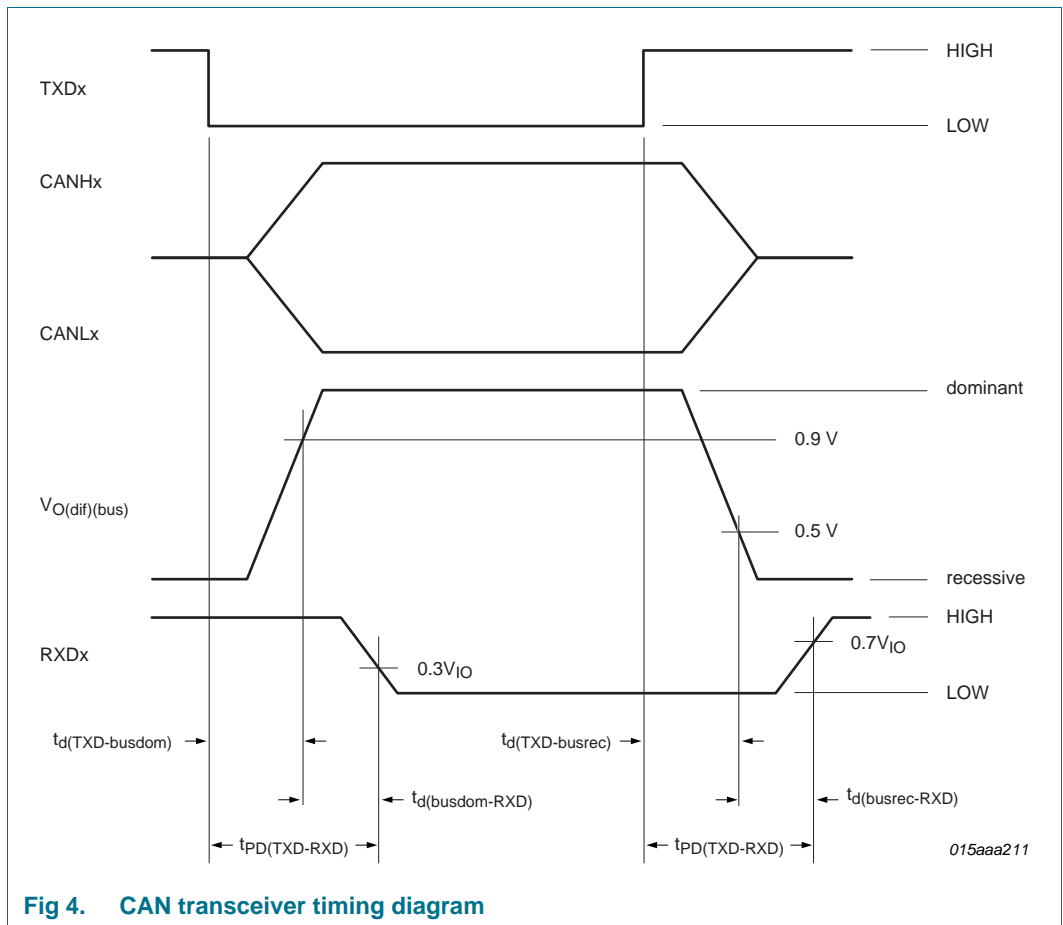 HIGH
TXDx
LOW
CANHx
CANLx
dominant
0.9 V
VO(dif)(bus)
0.5 V
recessive
HIGH
RXDx
0.7VIO
0.3VIO
LOW
td(TXD-busdom)
td(TXD-busrec)
td(busdom-RXD)
td(busrec-RXD)
tPD(TXD-RXD)
tPD(TXD-RXD)
015aaa211
Fig 4. CAN transceiver timing diagram